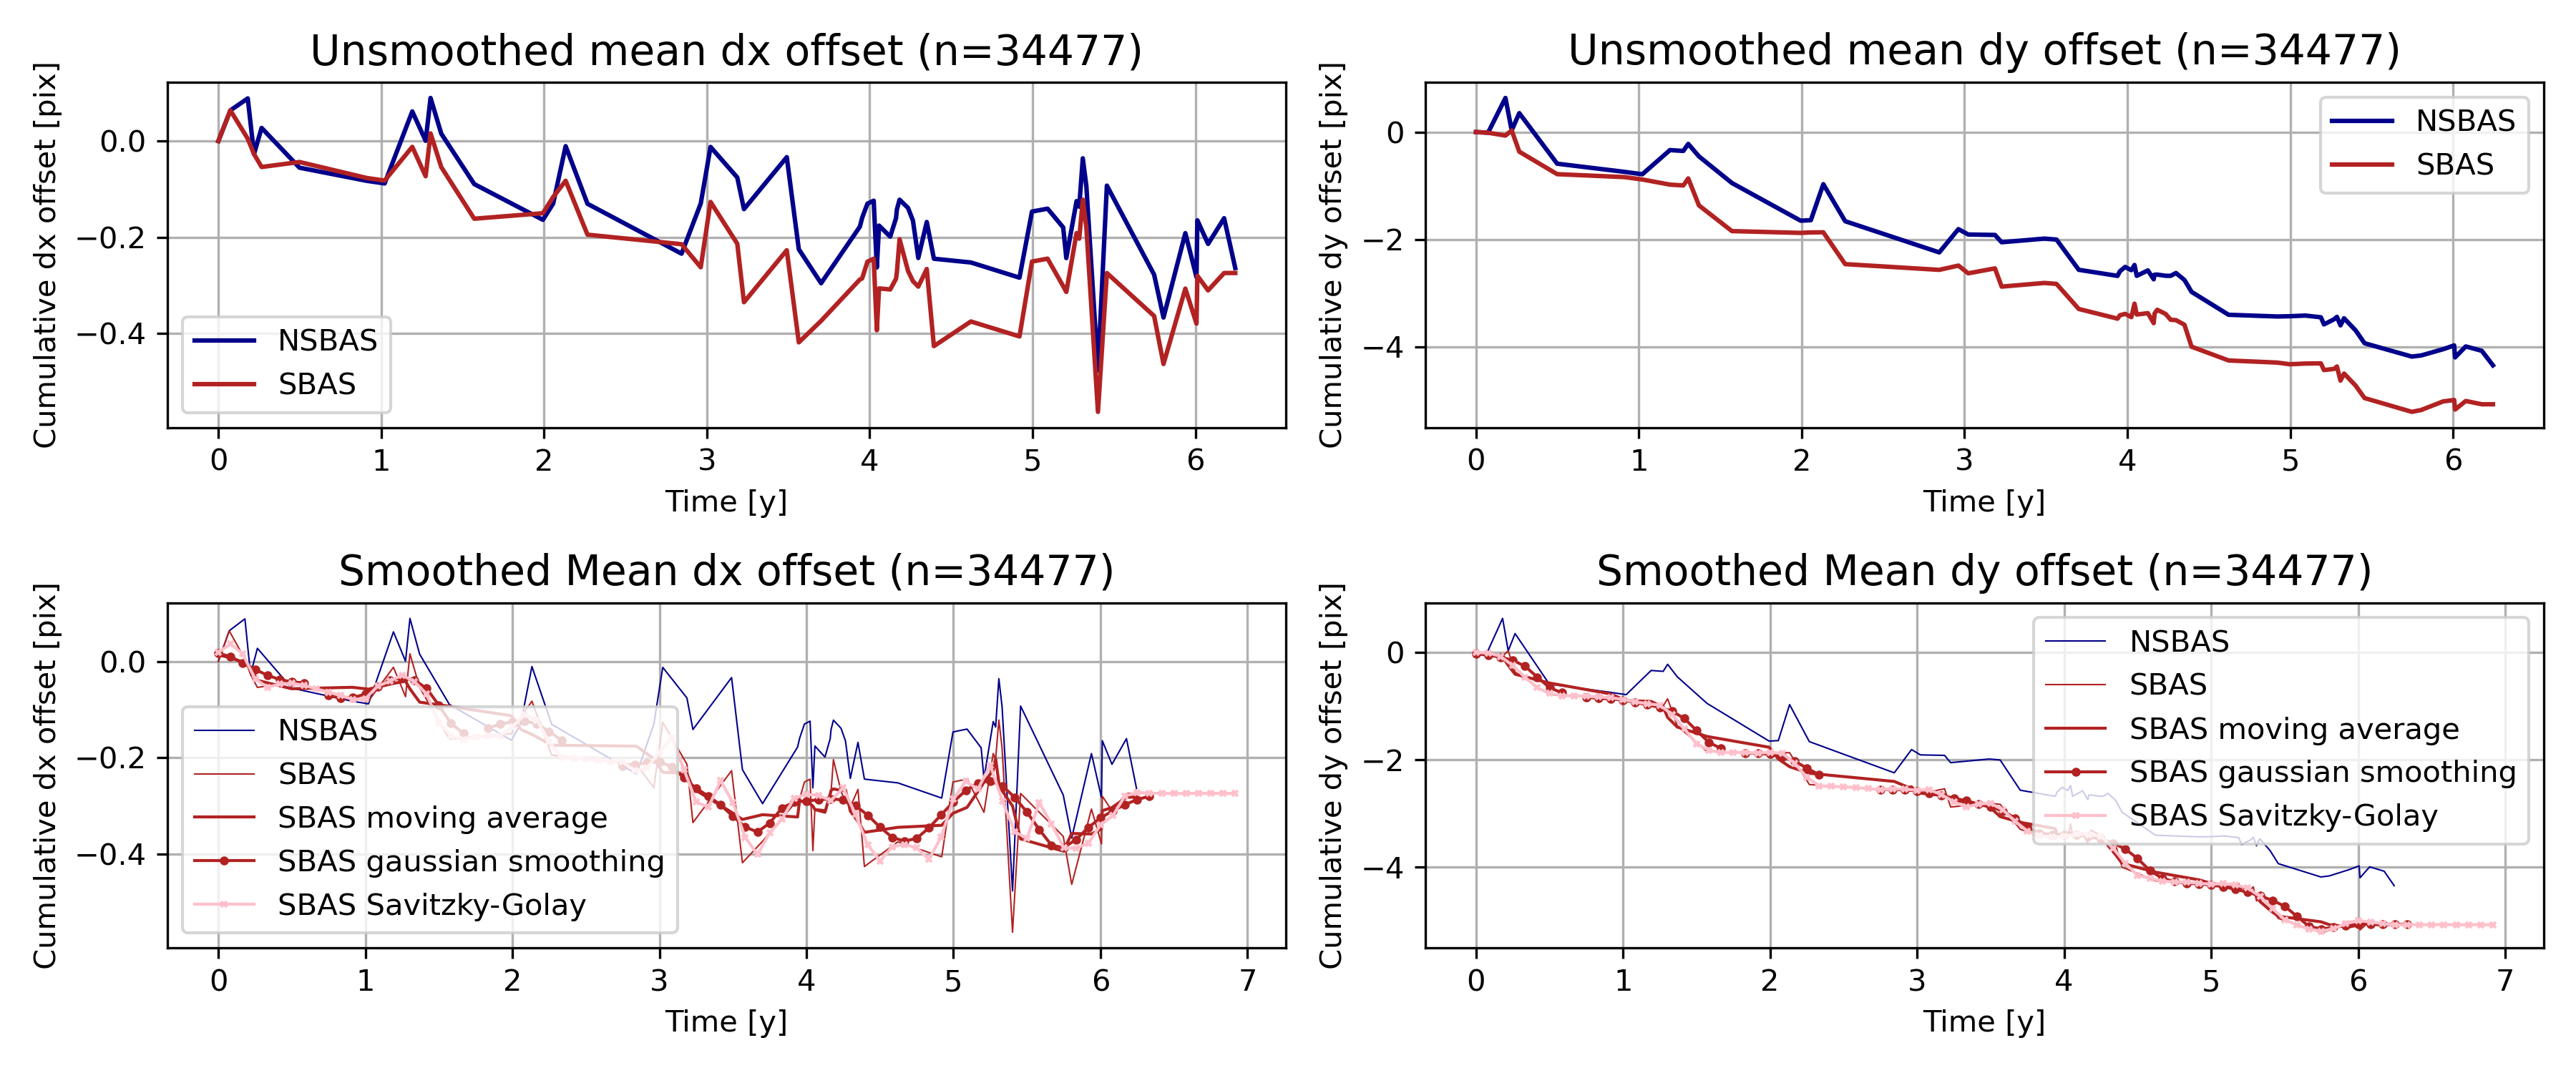 Unsmoothed mean dx offset (n=34477)
Cumulative dx offset [pix]
0.0
−0.2
−0.4
NSBAS
SBAS
0 1 2 3 4 5 6
Time [y]
Unsmoothed mean dy offset (n=34477)
Cumulative dy offset [pix]
0
−2
−4
NSBAS
SBAS
0 1 2 3 4 5 6
Time [y]
Smoothed Mean dx offset (n=34477)
Cumulative dx offset [pix]
0.0
−0.2
−0.4
NSBAS
SBAS
SBAS moving average
SBAS gaussian smoothing
SBAS Savitzky-Golay
0 1 2 3 4 5 6 7
Time [y]
Smoothed Mean dy offset (n=34477)
Cumulative dy offset [pix]
0
−2
−4
NSBAS
SBAS
SBAS moving average
SBAS gaussian smoothing
SBAS Savitzky-Golay
0 1 2 3 4 5 6 7
Time [y]